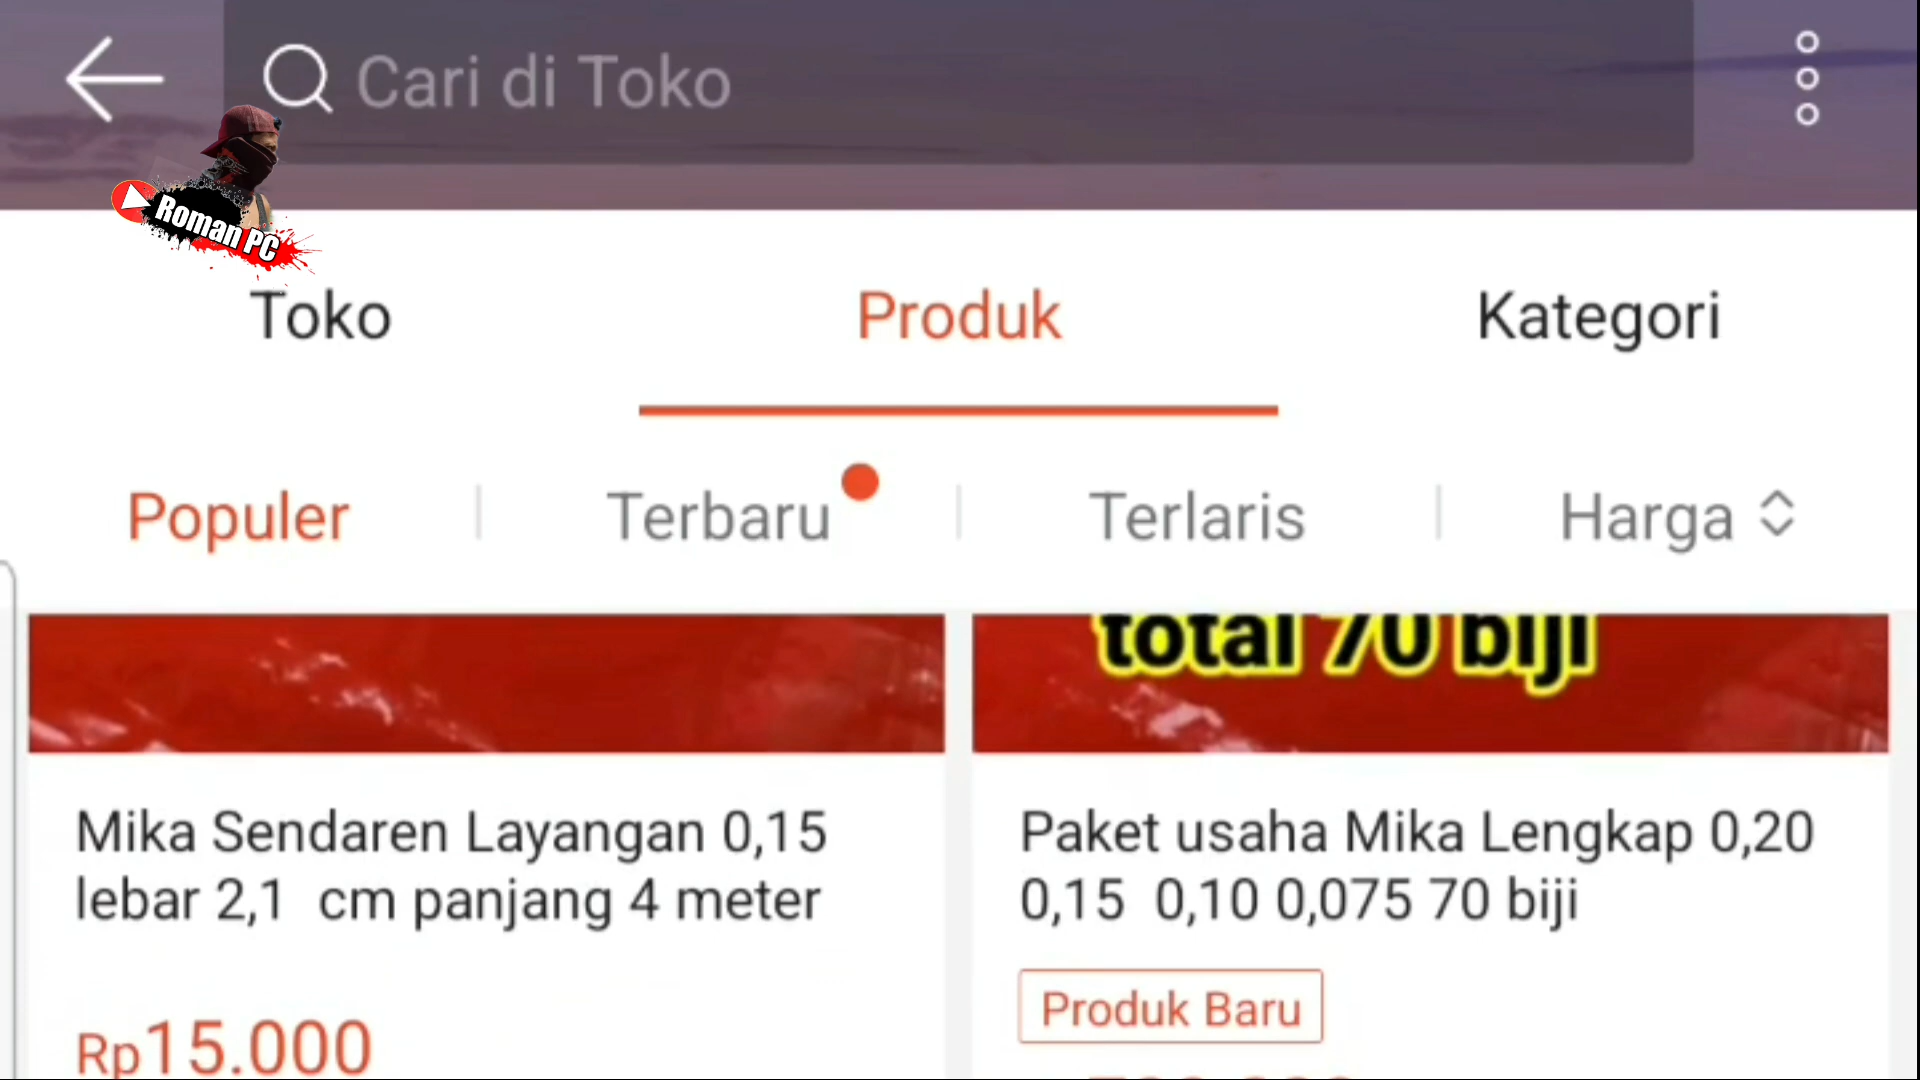 Cari di Toko
Roman PC
Toko Produk Kategori
Populer Terbaru Terlaris Harga
total 70 biji
Mika Sendaren Layangan 0,15
lebar 2,1 cm panjang 4 meter
Rp15.000
Paket usaha Mika Lengkap 0,20
0,15 0,10 0,075 70 biji
Produk Baru